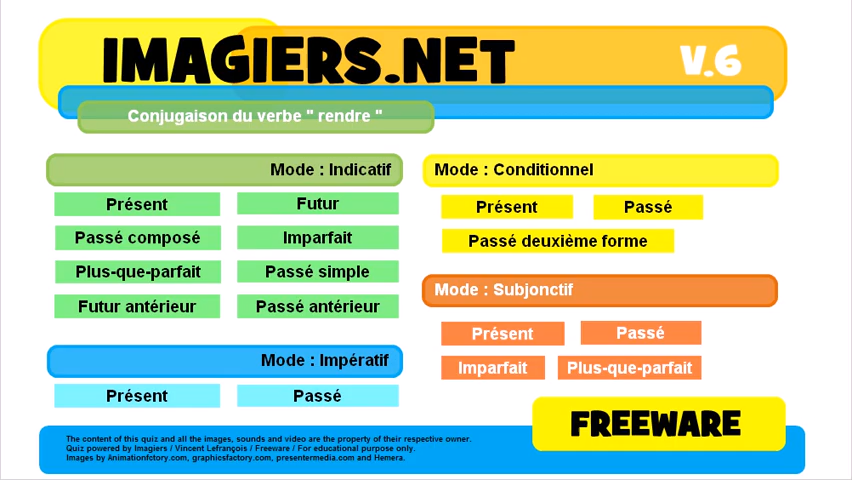 IMAGIERS.NET
V.6
Conjugaison du verbe " rendre "
Mode : Indicatif
Présent
Futur
Passé composé
Imparfait
Plus-que-parfait
Passé simple
Futur antérieur
Passé antérieur
Mode : Impératif
Présent
Passé
Mode : Conditionnel
Présent
Passé
Passé deuxième forme
Mode : Subjonctif
Présent
Passé
Imparfait
Plus-que-parfait
FREEWARE
The content of this quiz and all the images, sounds and video are the property of their respective owner.
Quiz powered by Imagiers / Vincent Lefrançois / Freeware / For educational purpose only.
Images by Animationfctory.com, graphicsfactory.com, presentermedia.com and Hemera.